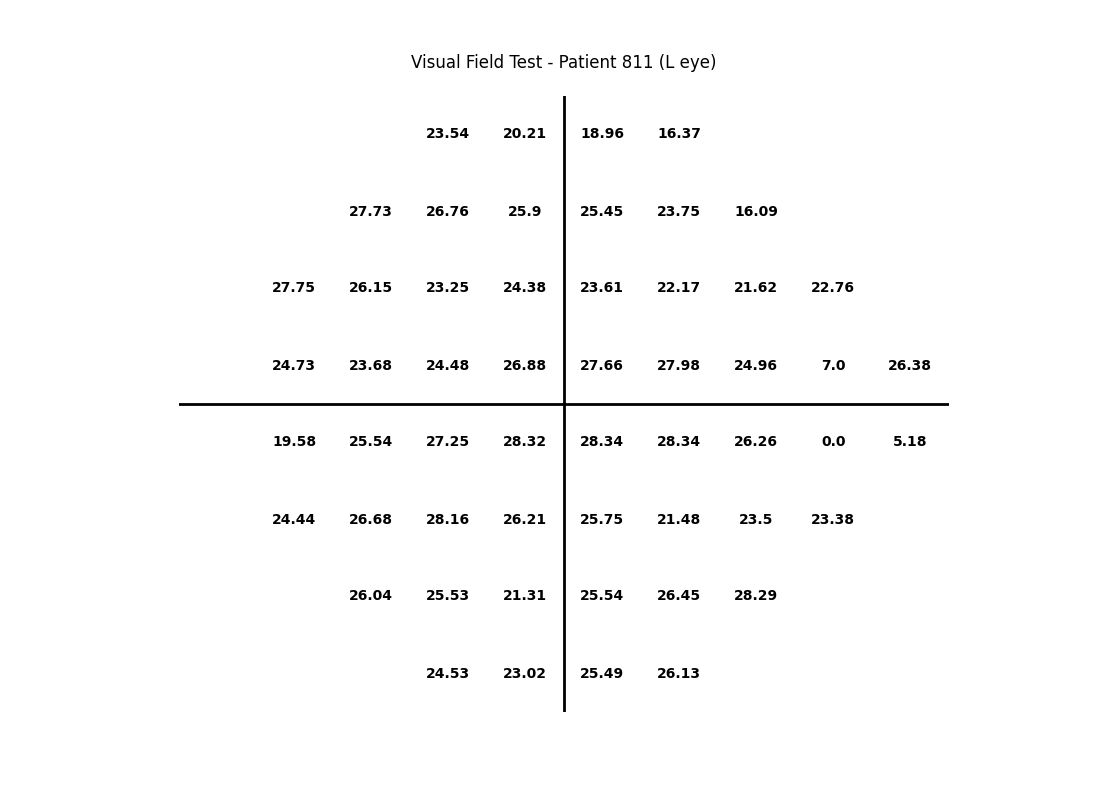 Visual Field Test - Patient 811 (L eye)
23.54 20.21 18.96 16.37
27.73 26.76 25.9 25.45 23.75 16.09
27.75 26.15 23.25 24.38 23.61 22.17 21.62 22.76
24.73 23.68 24.48 26.88 27.66 27.98 24.96 7.0 26.38
19.58 25.54 27.25 28.32 28.34 28.34 26.26 0.0 5.18
24.44 26.68 28.16 26.21 25.75 21.48 23.5 23.38
26.04 25.53 21.31 25.54 26.45 28.29
24.53 23.02 25.49 26.13